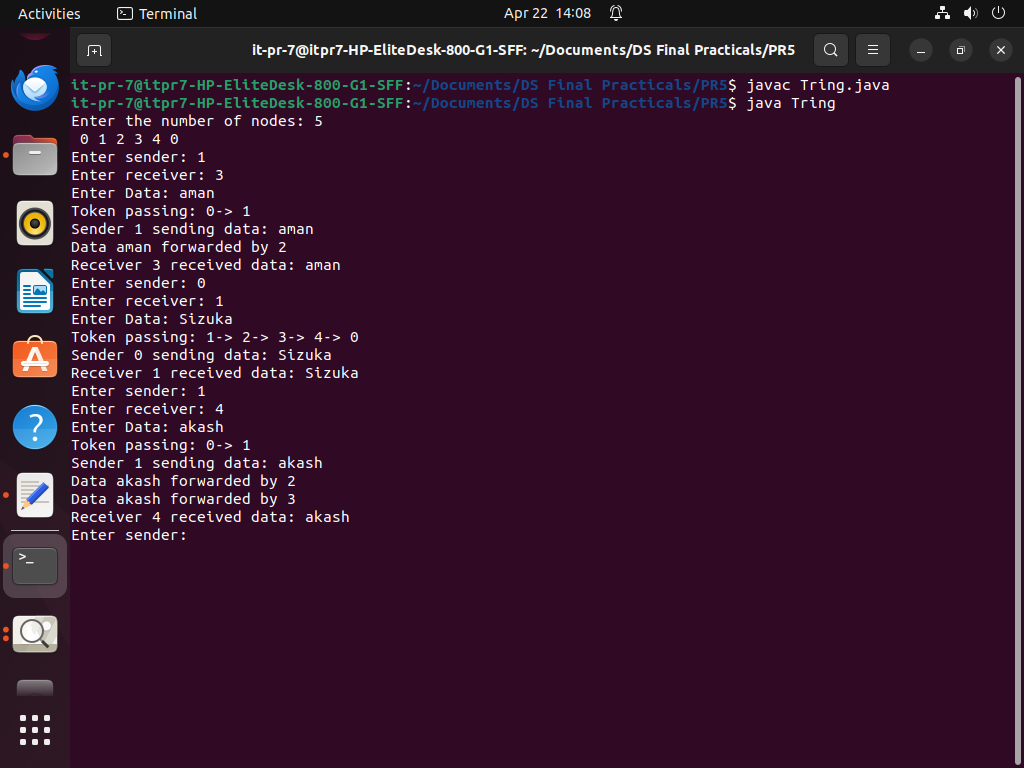 Activities Terminal Apr 22 14:08
it-pr-7@itpr7-HP-EliteDesk-800-G1-SFF: ~/Documents/DS Final Practicals/PR5
it-pr-7@itpr7-HP-EliteDesk-800-G1-SFF:~/Documents/DS Final Practicals/PR5$ javac Tring.java
it-pr-7@itpr7-HP-EliteDesk-800-G1-SFF:~/Documents/DS Final Practicals/PR5$ java Tring
Enter the number of nodes: 5
 0 1 2 3 4 0
Enter sender: 1
Enter receiver: 3
Enter Data: aman
Token passing: 0-> 1
Sender 1 sending data: aman
Data aman forwarded by 2
Receiver 3 received data: aman
Enter sender: 0
Enter receiver: 1
Enter Data: Sizuka
Token passing: 1-> 2-> 3-> 4-> 0
Sender 0 sending data: Sizuka
Receiver 1 received data: Sizuka
Enter sender: 1
Enter receiver: 4
Enter Data: akash
Token passing: 0-> 1
Sender 1 sending data: akash
Data akash forwarded by 2
Data akash forwarded by 3
Receiver 4 received data: akash
Enter sender: